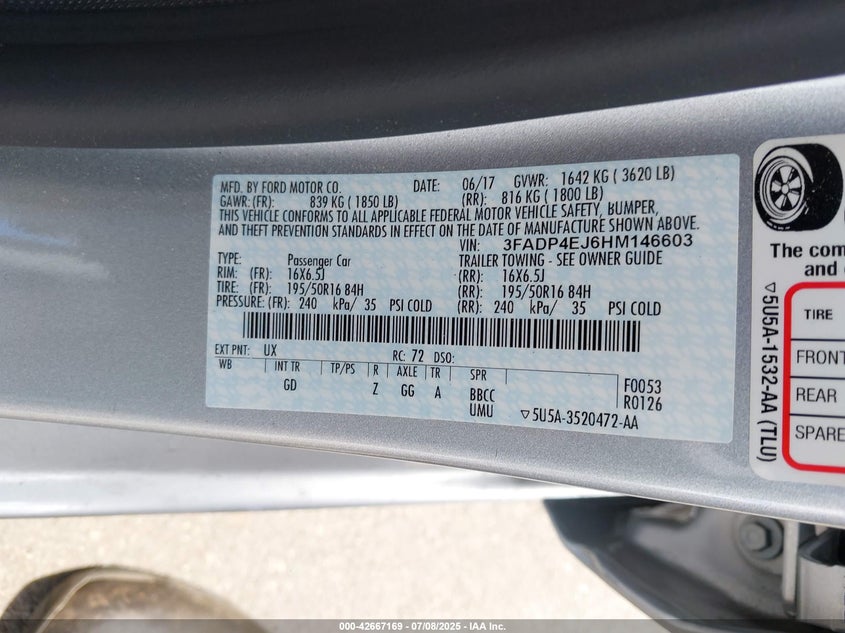 MFD. BY FORD MOTOR CO. DATE: 06/17 GVWR: 1642 KG ( 3620 LB)
GAWR: (FR): 839 KG ( 1850 LB) (RR): 816 KG ( 1800 LB)
THIS VEHICLE CONFORMS TO ALL APPLICABLE FEDERAL MOTOR VEHICLE SAFETY, BUMPER,
AND THEFT PREVENTION STANDARDS IN EFFECT ON THE DATE OF MANUFACTURE SHOWN ABOVE.
VIN: 3FADP4EJ6HM146603
TYPE: Passenger Car TRAILER TOWING - SEE OWNER GUIDE
RIM: (FR): 16X6.5J (RR): 16X6.5J
TIRE: (FR): 195/50R16 84H (RR): 195/50R16 84H
PRESSURE: (FR): 240 kPa/ 35 PSI COLD (RR): 240 kPa/ 35 PSI COLD
EXT PNT: UX RC: 72 DSO:
WB INT TR TP/PS R AXLE TR SPR
GD Z GG A BBCC F0053
UMU R0126
▽5U5A-3520472-AA
The com
and
TIRE
FRONT
REAR
SPARE
▽5U5A-1532-AA (TLU)
000-42667169 - 07/08/2025 - IAA Inc.